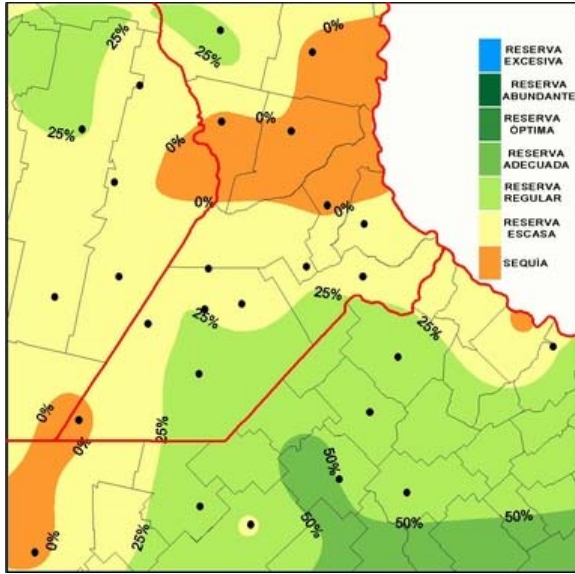 25%
25%
0%
0%
25%
0%
0%
0%
0%
25%
25%
25%
0%
0%
25%
50%
25%
0%
50%
50%
50%
RESERVA
EXCESIVA
RESERVA
ABUNDANTE
RESERVA
ÓPTIMA
RESERVA
ADECUADA
RESERVA
REGULAR
RESERVA
ESCASA
SEQUÌA